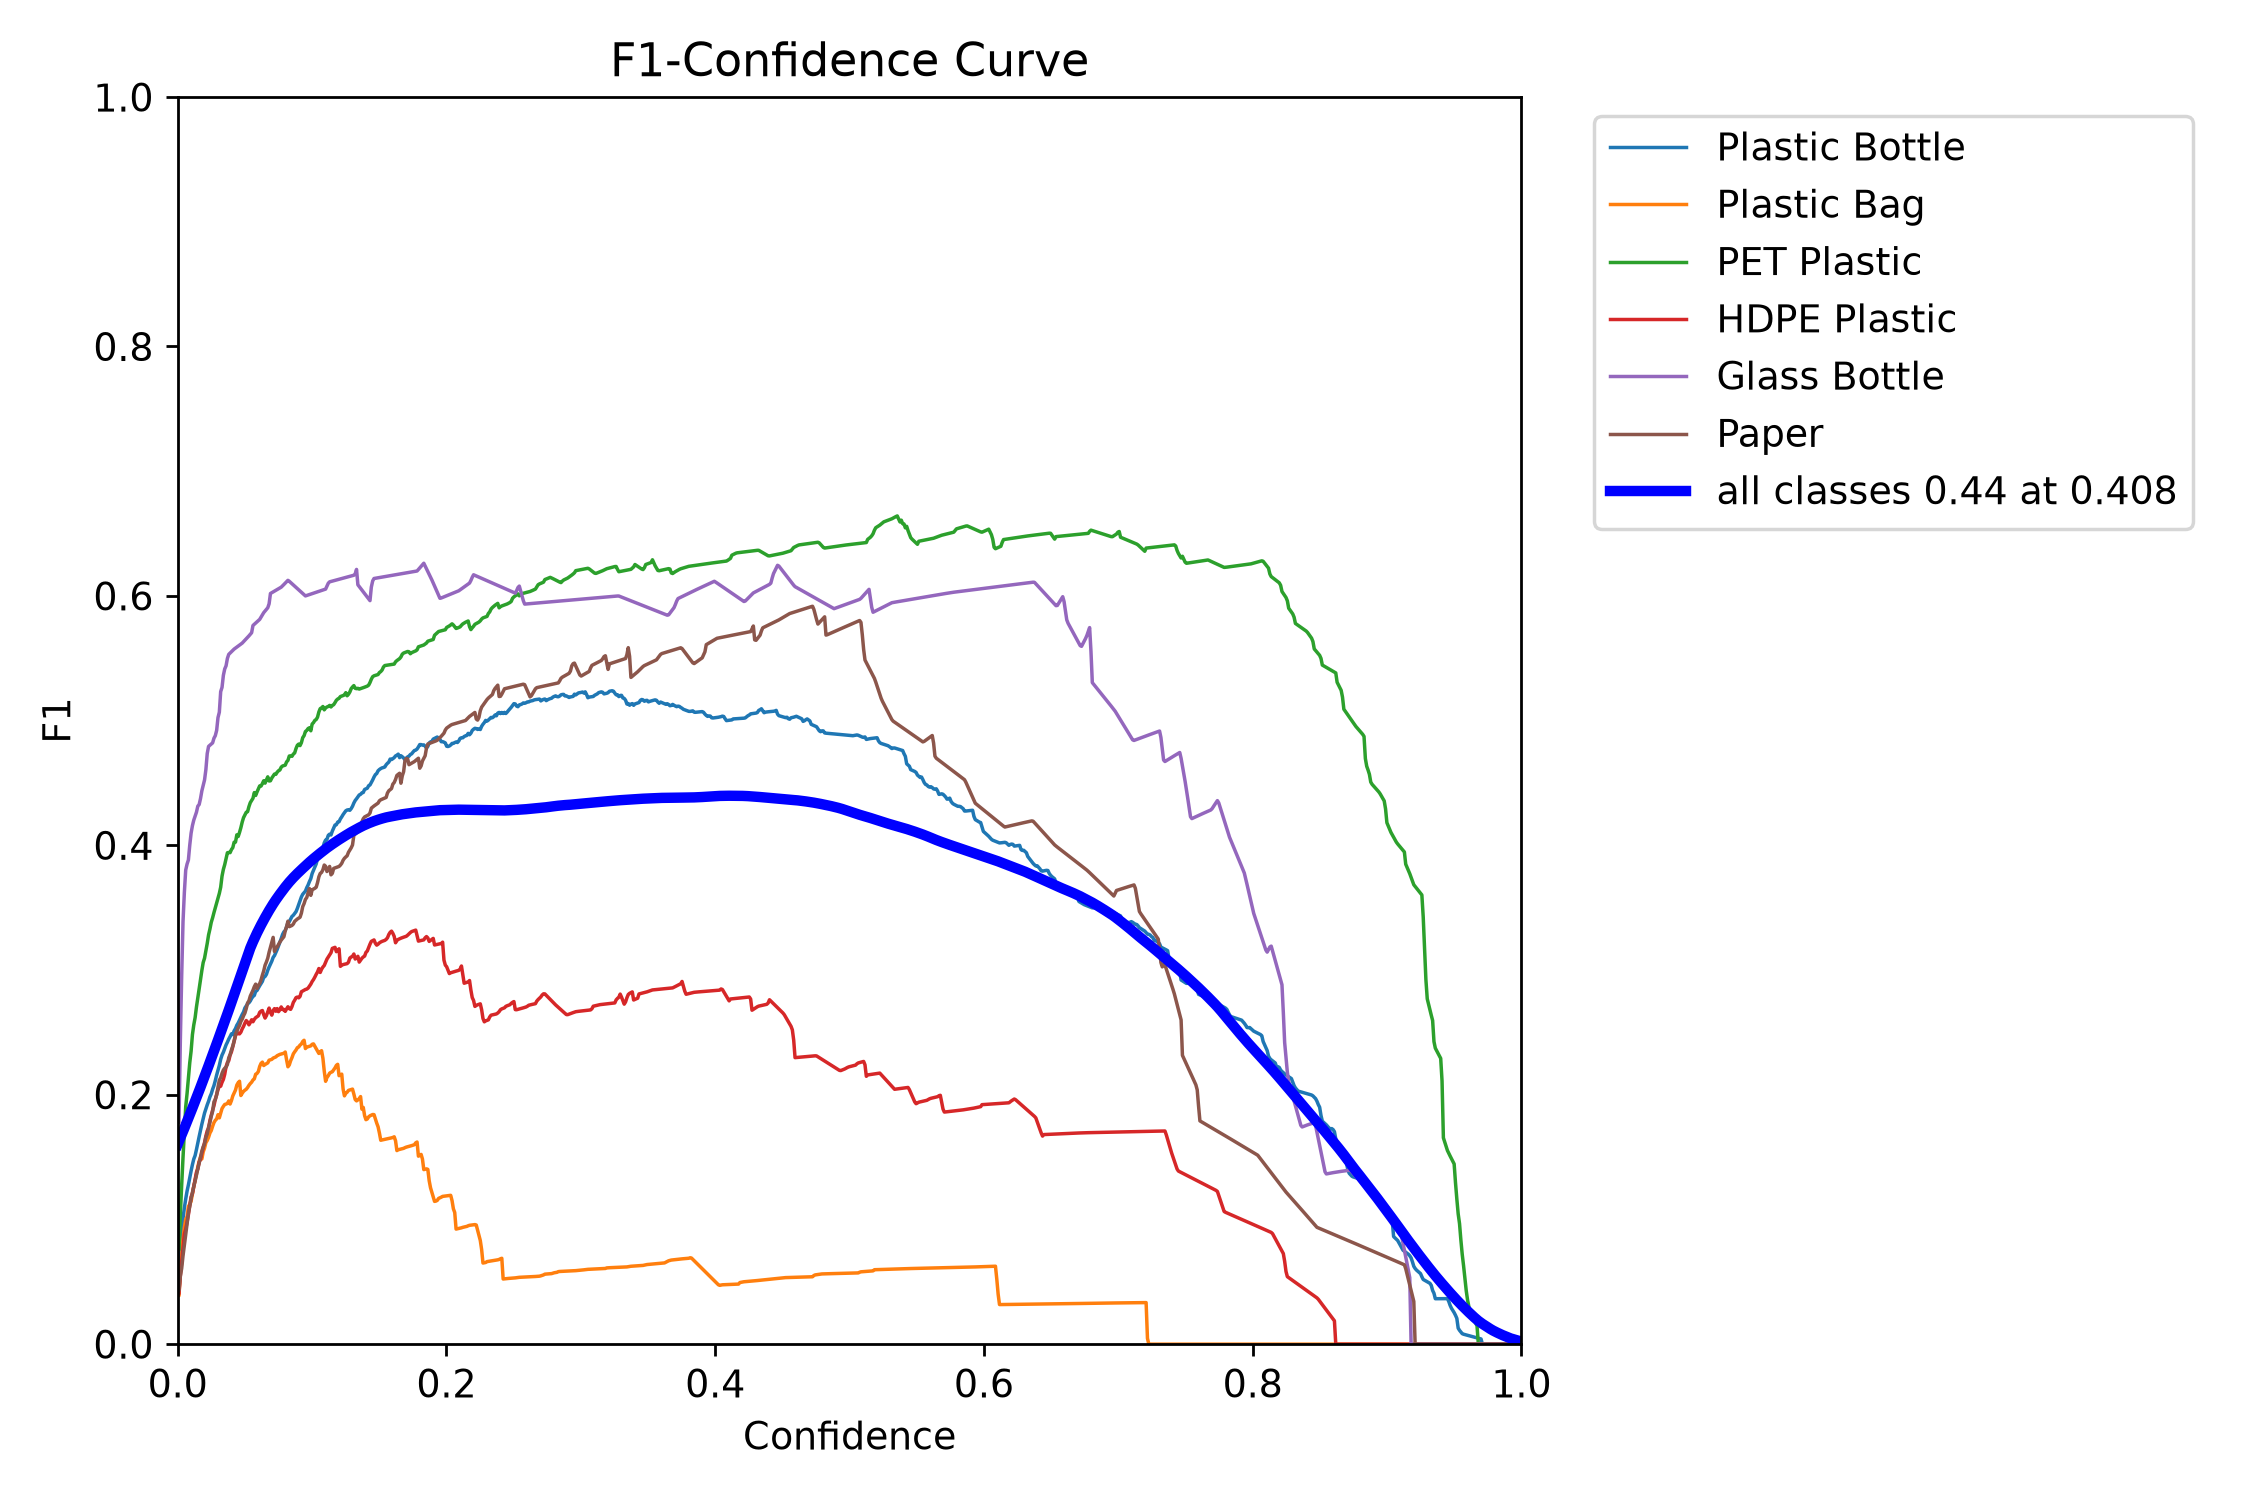 F1-Confidence Curve
1.0
0.8
0.6
0.4
0.2
0.0
F1
0.0 0.2 0.4 0.6 0.8 1.0
Confidence
Plastic Bottle
Plastic Bag
PET Plastic
HDPE Plastic
Glass Bottle
Paper
all classes 0.44 at 0.408